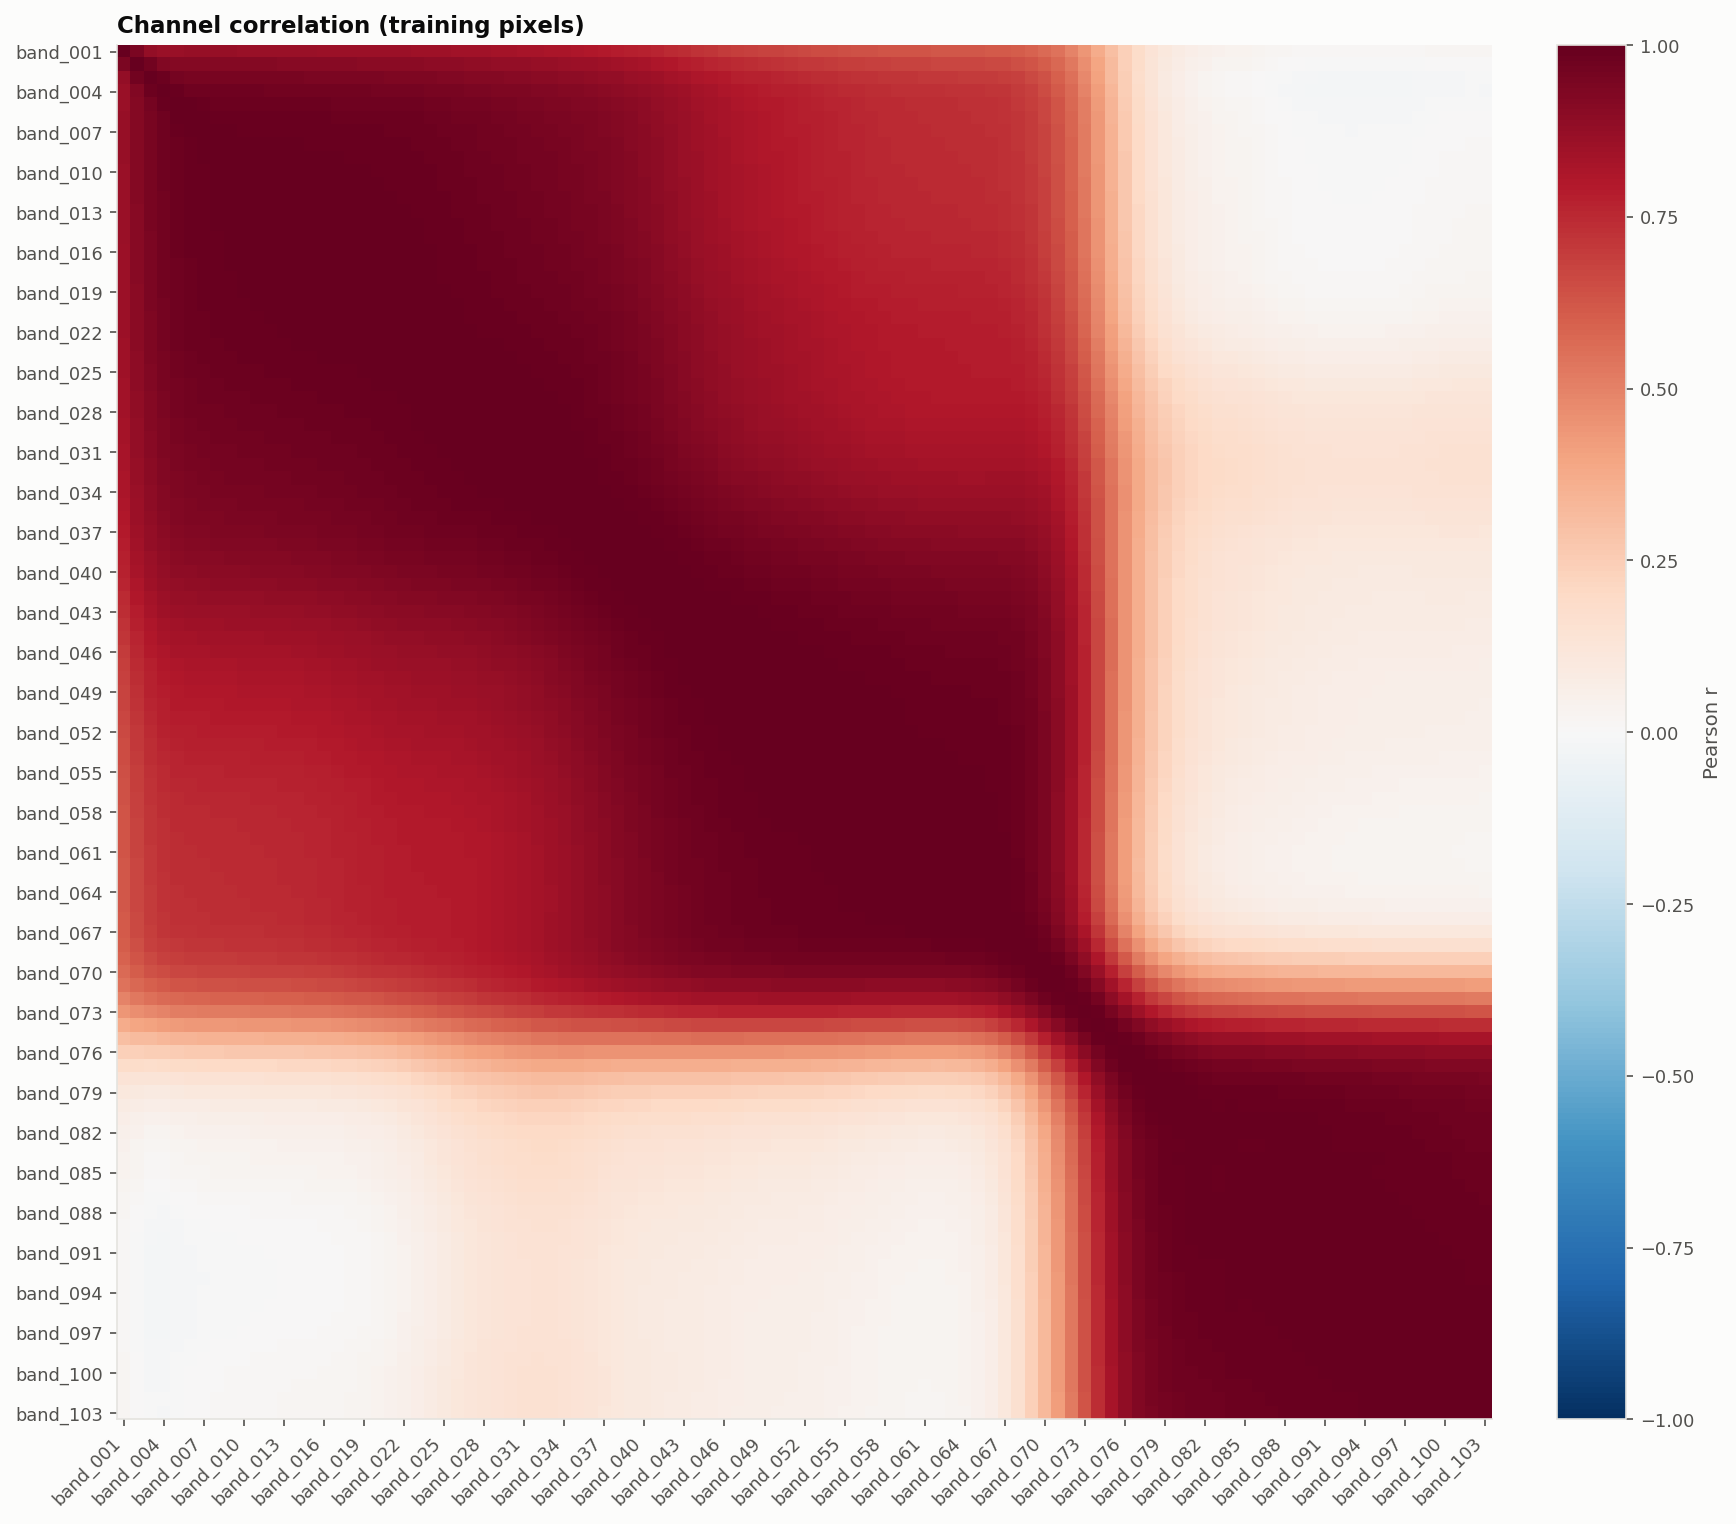 Channel correlation (training pixels)
band_001
band_004
band_007
band_010
band_013
band_016
band_019
band_022
band_025
band_028
band_031
band_034
band_037
band_040
band_043
band_046
band_049
band_052
band_055
band_058
band_061
band_064
band_067
band_070
band_073
band_076
band_079
band_082
band_085
band_088
band_091
band_094
band_097
band_100
band_103
band_001 band_004 band_007 band_010 band_013 band_016 band_019 band_022 band_025 band_028 band_031 band_034 band_037 band_040 band_043 band_046 band_049 band_052 band_055 band_058 band_061 band_064 band_067 band_070 band_073 band_076 band_079 band_082 band_085 band_088 band_091 band_094 band_097 band_100 band_103
1.00
0.75
0.50
0.25
0.00
−0.25
−0.50
−0.75
−1.00
Pearson r